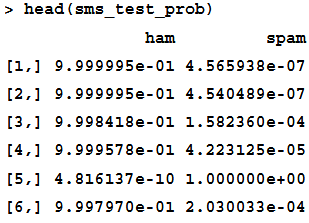 > head(sms_test_prob)
ham spam
[1,] 9.999995e-01 4.565938e-07
[2,] 9.999995e-01 4.540489e-07
[3,] 9.998418e-01 1.582360e-04
[4,] 9.999578e-01 4.223125e-05
[5,] 4.816137e-10 1.000000e+00
[6,] 9.997970e-01 2.030033e-04